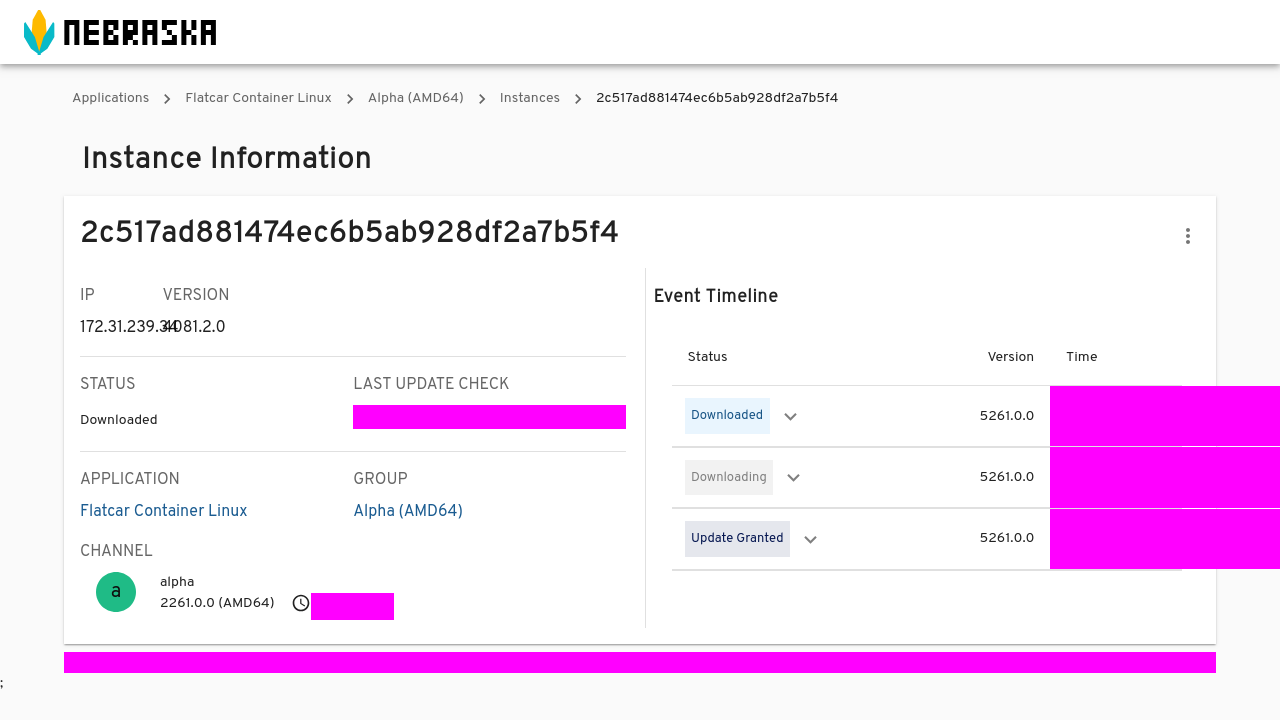 NEBRASKA
Applications > Flatcar Container Linux > Alpha (AMD64) > Instances > 2c517ad881474ec6b5ab928df2a7b5f4
Instance Information
2c517ad881474ec6b5ab928df2a7b5f4
IP VERSION
172.31.239.34 4081.2.0
STATUS LAST UPDATE CHECK
Downloaded
APPLICATION GROUP
Flatcar Container Linux Alpha (AMD64)
CHANNEL
a
alpha
2261.0.0 (AMD64)
Event Timeline
Status Version Time
Downloaded 5261.0.0
Downloading 5261.0.0
Update Granted 5261.0.0
;